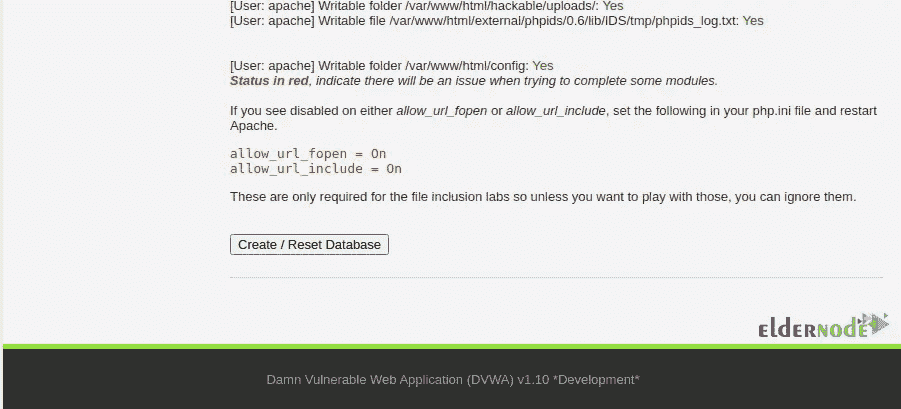 [User: apache] Writable folder /var/www/html/hackable/uploads/: Yes
[User: apache] Writable file /var/www/html/external/phpids/0.6/lib/IDS/tmp/phpids_log.txt: Yes
[User: apache] Writable folder /var/www/html/config: Yes
Status in red, indicate there will be an issue when trying to complete some modules.
If you see disabled on either allow_url_fopen or allow_url_include, set the following in your php.ini file and restart
Apache.
allow_url_fopen = On
allow_url_include = On
These are only required for the file inclusion labs so unless you want to play with those, you can ignore them.
Create / Reset Database
eldernode
Damn Vulnerable Web Application (DVWA) v1.10 *Development*